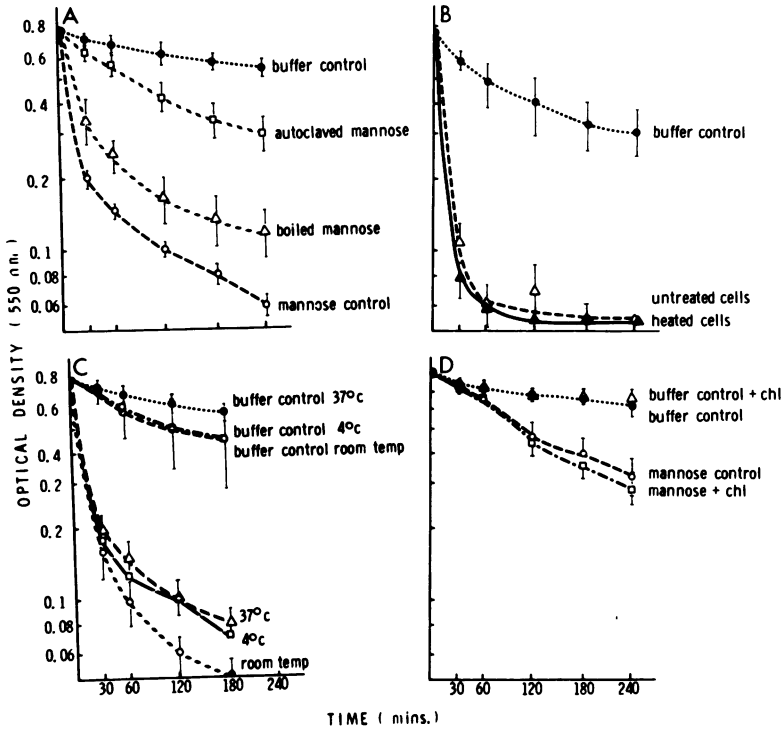 A
0.8
0.6
0.4
0.2
0.1
0.08
0.06
buffer control
autoclaved mannose
boiled mannose
mannose control
B
buffer control
untreated cells
heated cells
OPTICAL DENSITY (550 nm.)
C
0.8
0.6
0.4
0.2
0.1
0.08
0.06
buffer control 37°c
buffer control 4°c
buffer control room temp
37°c
4°c
room temp
30 60 120 180 240
D
buffer control + chl
buffer control
mannose control
mannose + chl
30 60 120 180 240
TIME ( mins.)